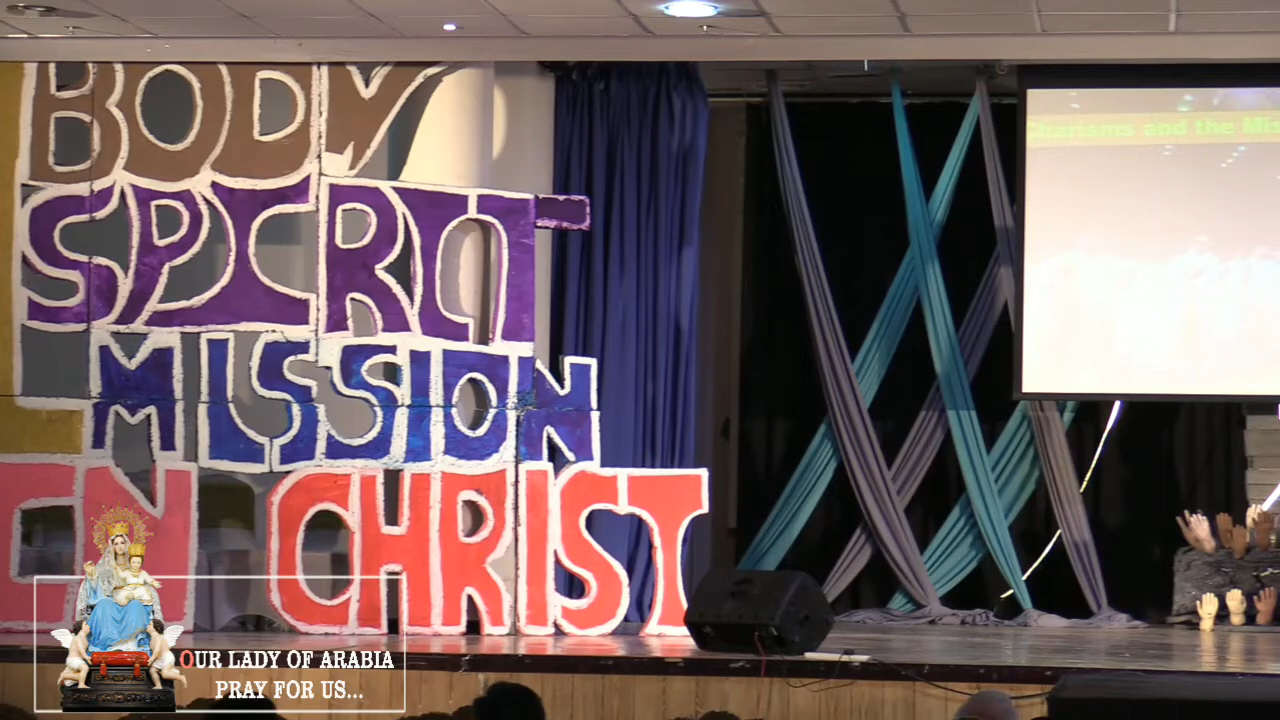 BODY
SPIRIT
MISSION
IN CHRIST
Charisms and the Mis
OUR LADY OF ARABIA
PRAY FOR US...